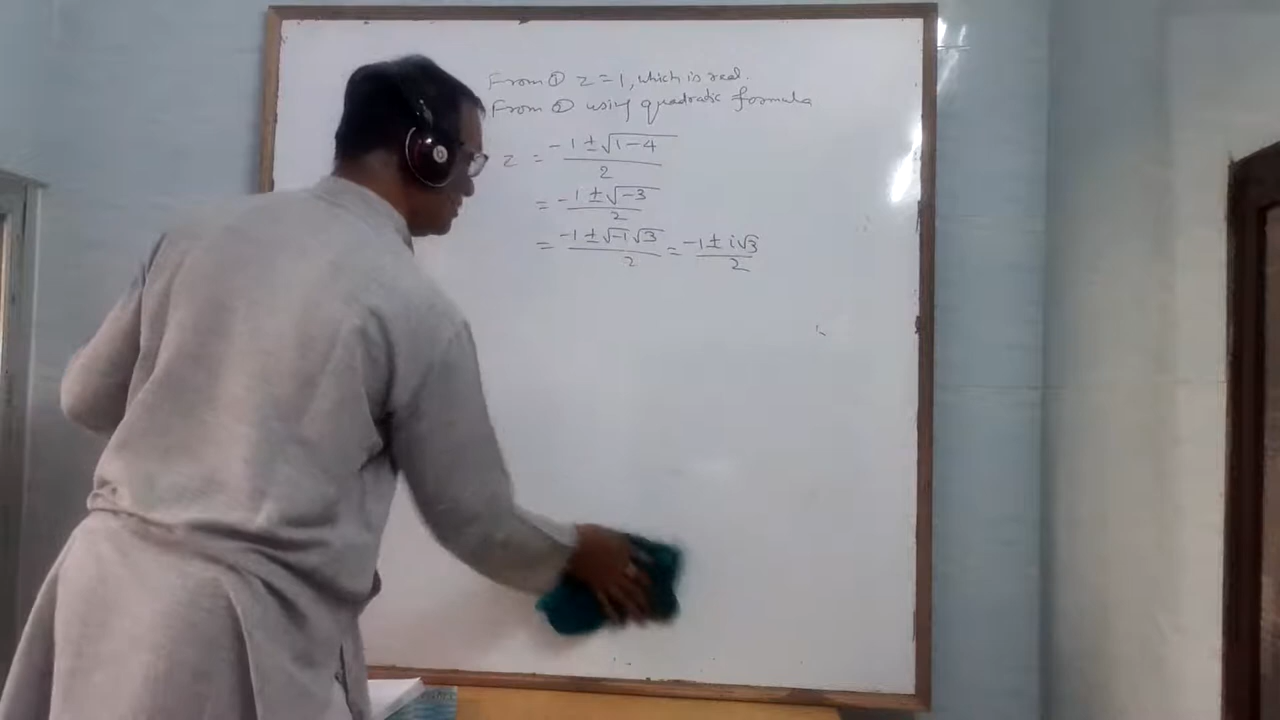 From ① z = 1, which is real.
From ② using quadratic formula
z = (-1 ± √(1-4))/2
= (-1 ± √-3)/2
= (-1 ± √-1 √3)/2 = (-1 ± i√3)/2